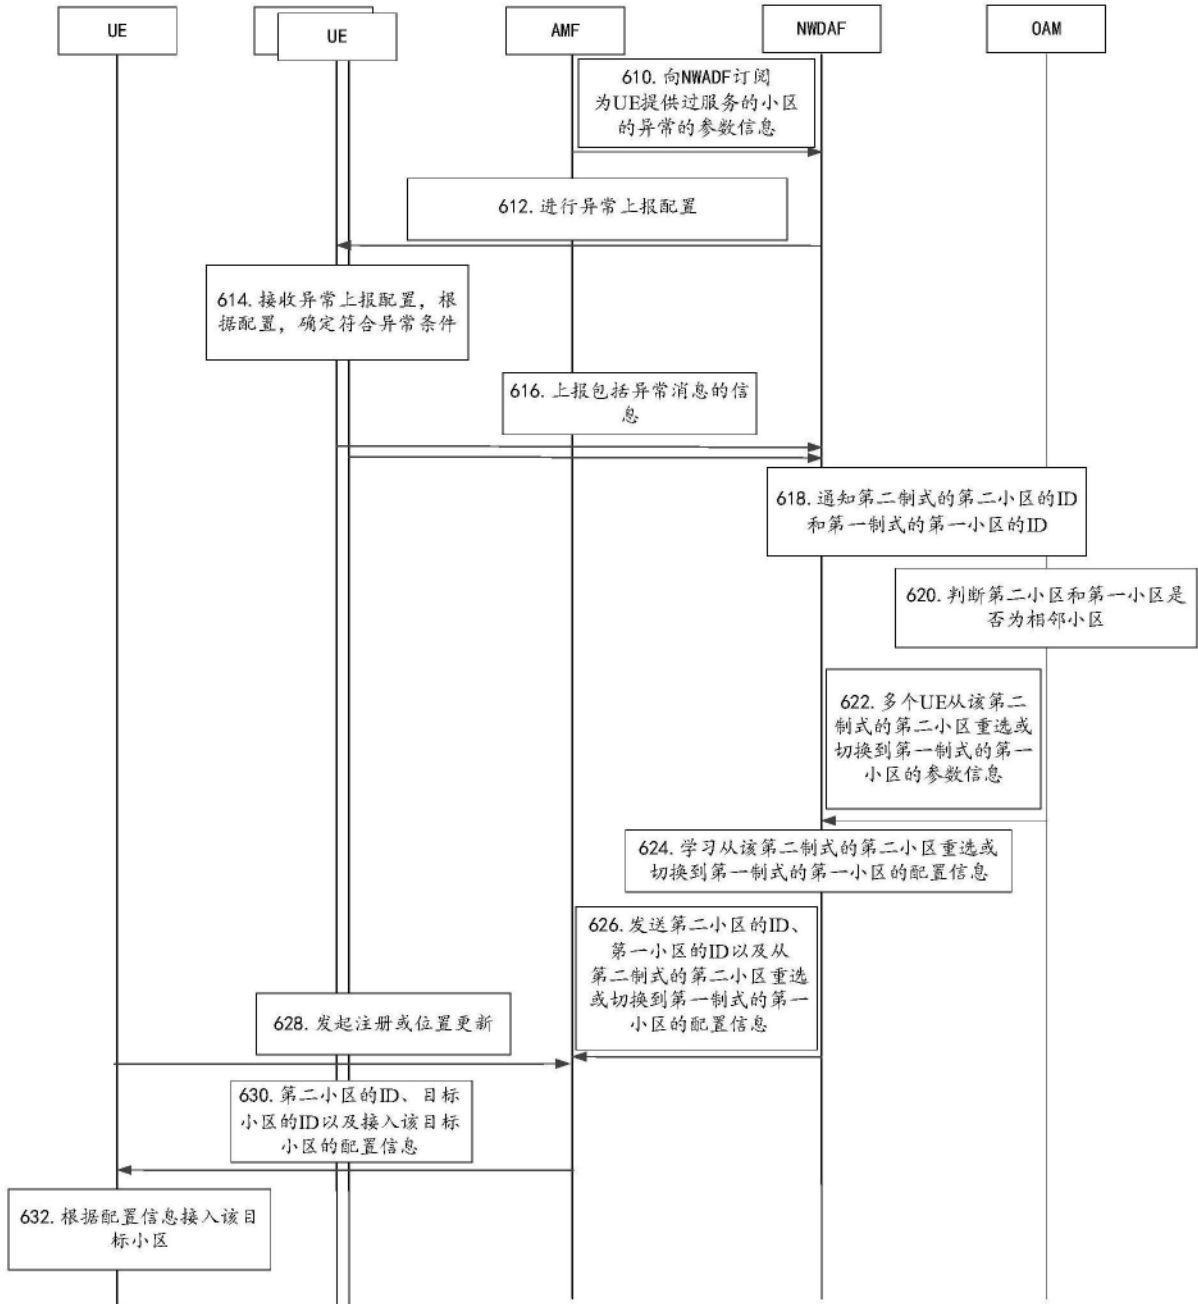 UE
UE
AMF
NWDAF
OAM
610. 向NWADF订阅
为UE提供过服务的小区
的异常的参数信息
612. 进行异常上报配置
614. 接收异常上报配置，根
据配置，确定符合异常条件
616. 上报包括异常消息的信
息
618. 通知第二制式的第二小区的ID
和第一制式的第一小区的ID
620. 判断第二小区和第一小区是
否为相邻小区
622. 多个UE从该第二
制式的第二小区重选或
切换到第一制式的第一
小区的参数信息
624. 学习从该第二制式的第二小区重选或
切换到第一制式的第一小区的配置信息
626. 发送第二小区的ID、
第一小区的ID以及从
第二制式的第二小区重选
或切换到第一制式的第一
小区的配置信息
628. 发起注册或位置更新
630. 第二小区的ID、目标
小区的ID以及接入该目标
小区的配置信息
632. 根据配置信息接入该目
标小区